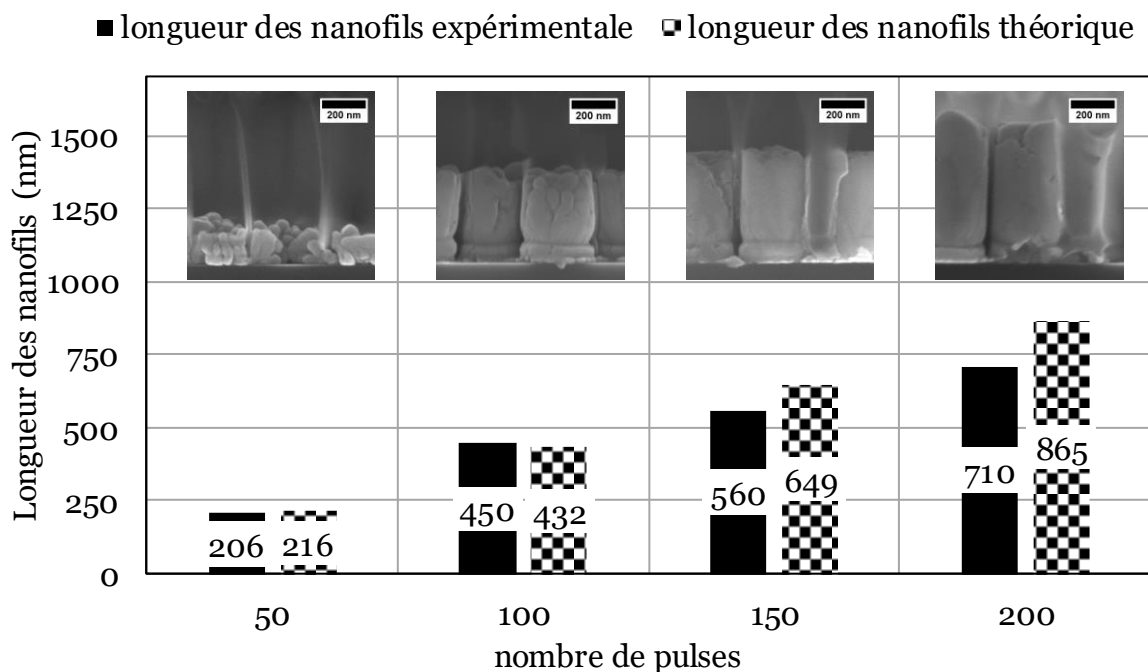 longueur des nanofils expérimentale longueur des nanofils théorique
200 nm 200 nm 200 nm 200 nm
Longueur des nanofils (nm)
1500
1250
1000
750
500
250
0
206 216 450 432 560 649 710 865
50 100 150 200
nombre de pulses